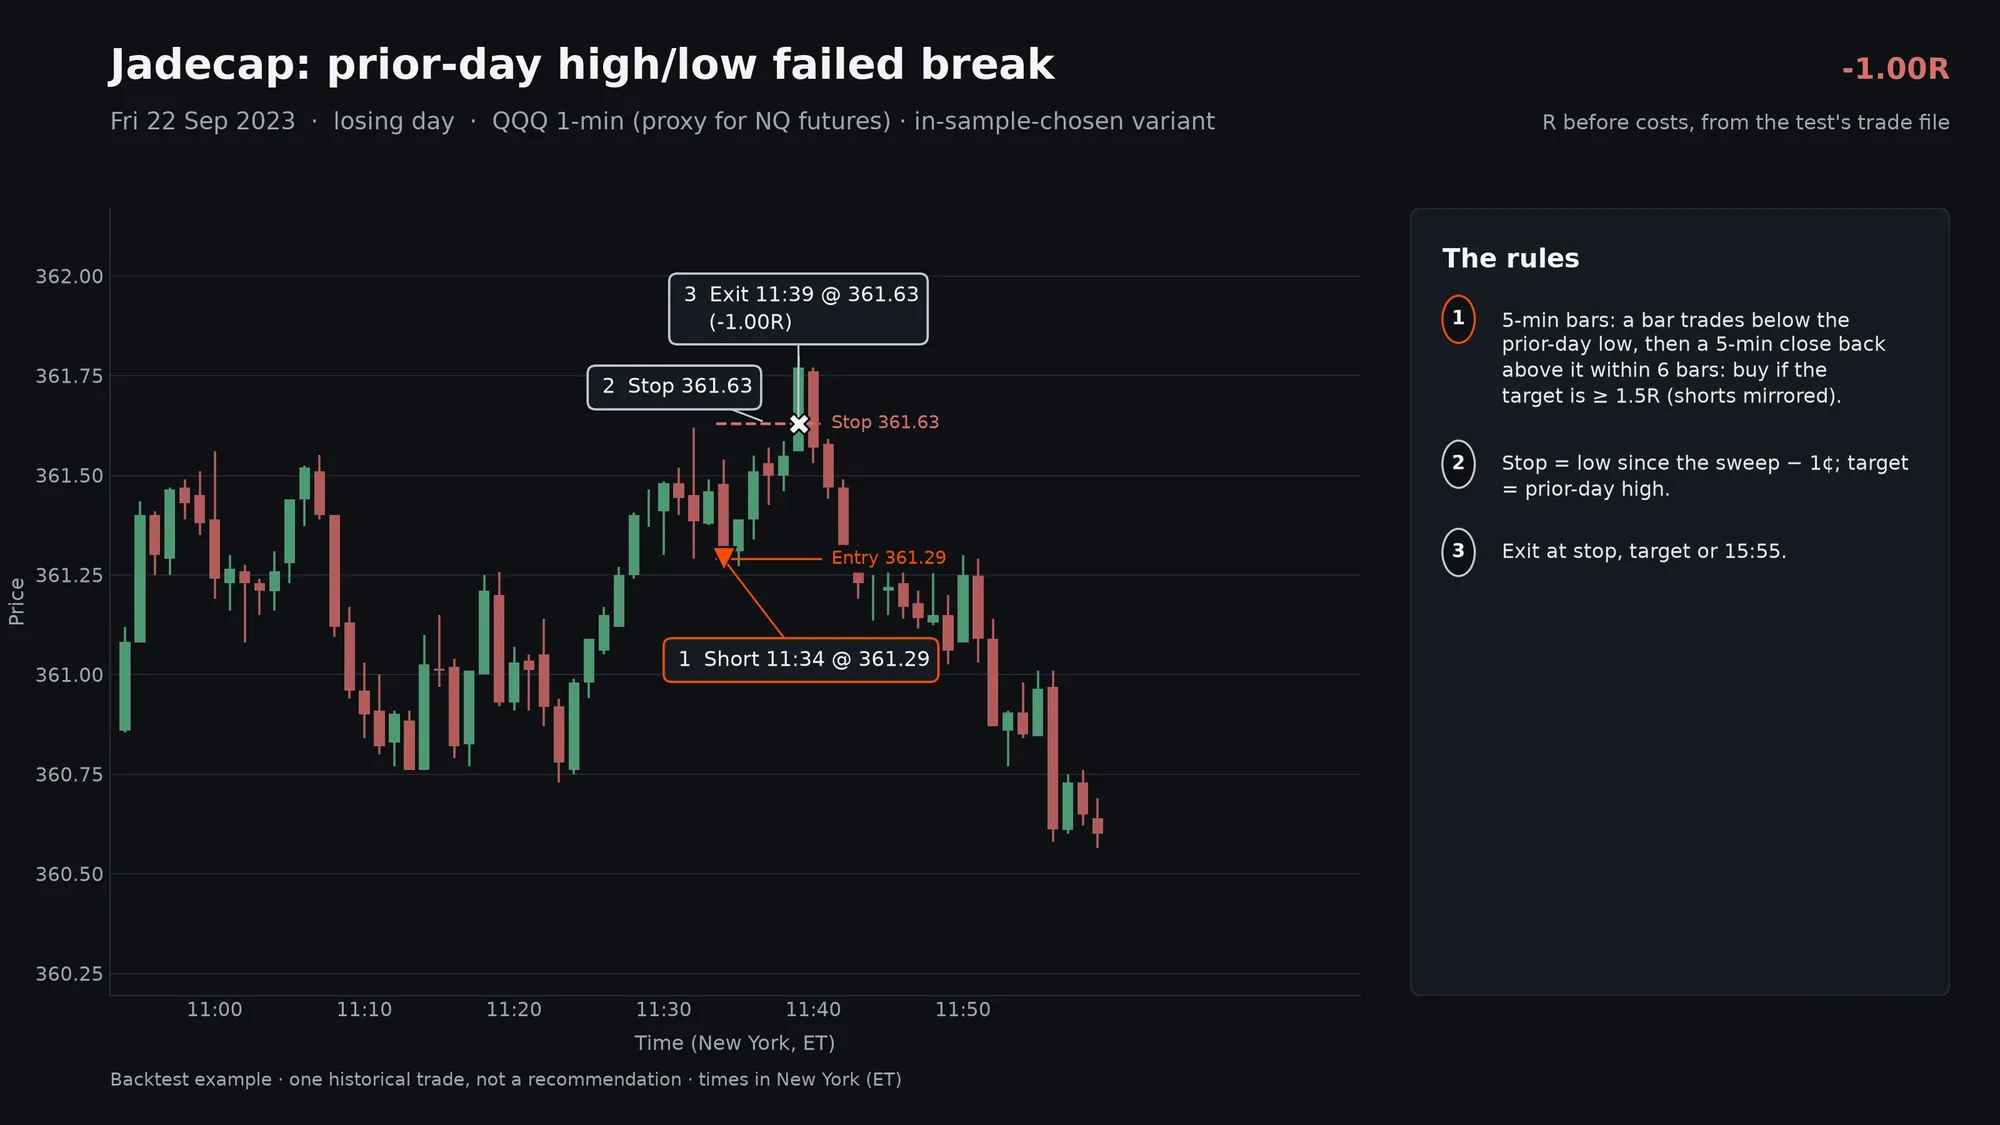 Jadecap: prior-day high/low failed break
-1.00R
Fri 22 Sep 2023 · losing day · QQQ 1-min (proxy for NQ futures) · in-sample-chosen variant
R before costs, from the test's trade file
Price
362.00
361.75
361.50
361.25
361.00
360.75
360.50
360.25
3 Exit 11:39 @ 361.63
(-1.00R)
2 Stop 361.63
Stop 361.63
Entry 361.29
1 Short 11:34 @ 361.29
11:00
11:10
11:20
11:30
11:40
11:50
Time (New York, ET)
The rules
1 5-min bars: a bar trades below the
prior-day low, then a 5-min close back
above it within 6 bars: buy if the
target is ≥ 1.5R (shorts mirrored).
2 Stop = low since the sweep − 1¢; target
= prior-day high.
3 Exit at stop, target or 15:55.
Backtest example · one historical trade, not a recommendation · times in New York (ET)